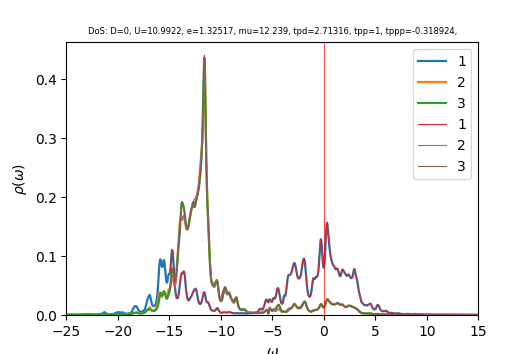 DoS: D=0, U=10.9922, e=1.32517, mu=12.239, tpd=2.71316, tpp=1, tppp=-0.318924,
0.4
0.3
0.2
0.1
0.0
ρ(ω)
1
2
3
1
2
3
−25 −20 −15 −10 −5 0 5 10 15
ω